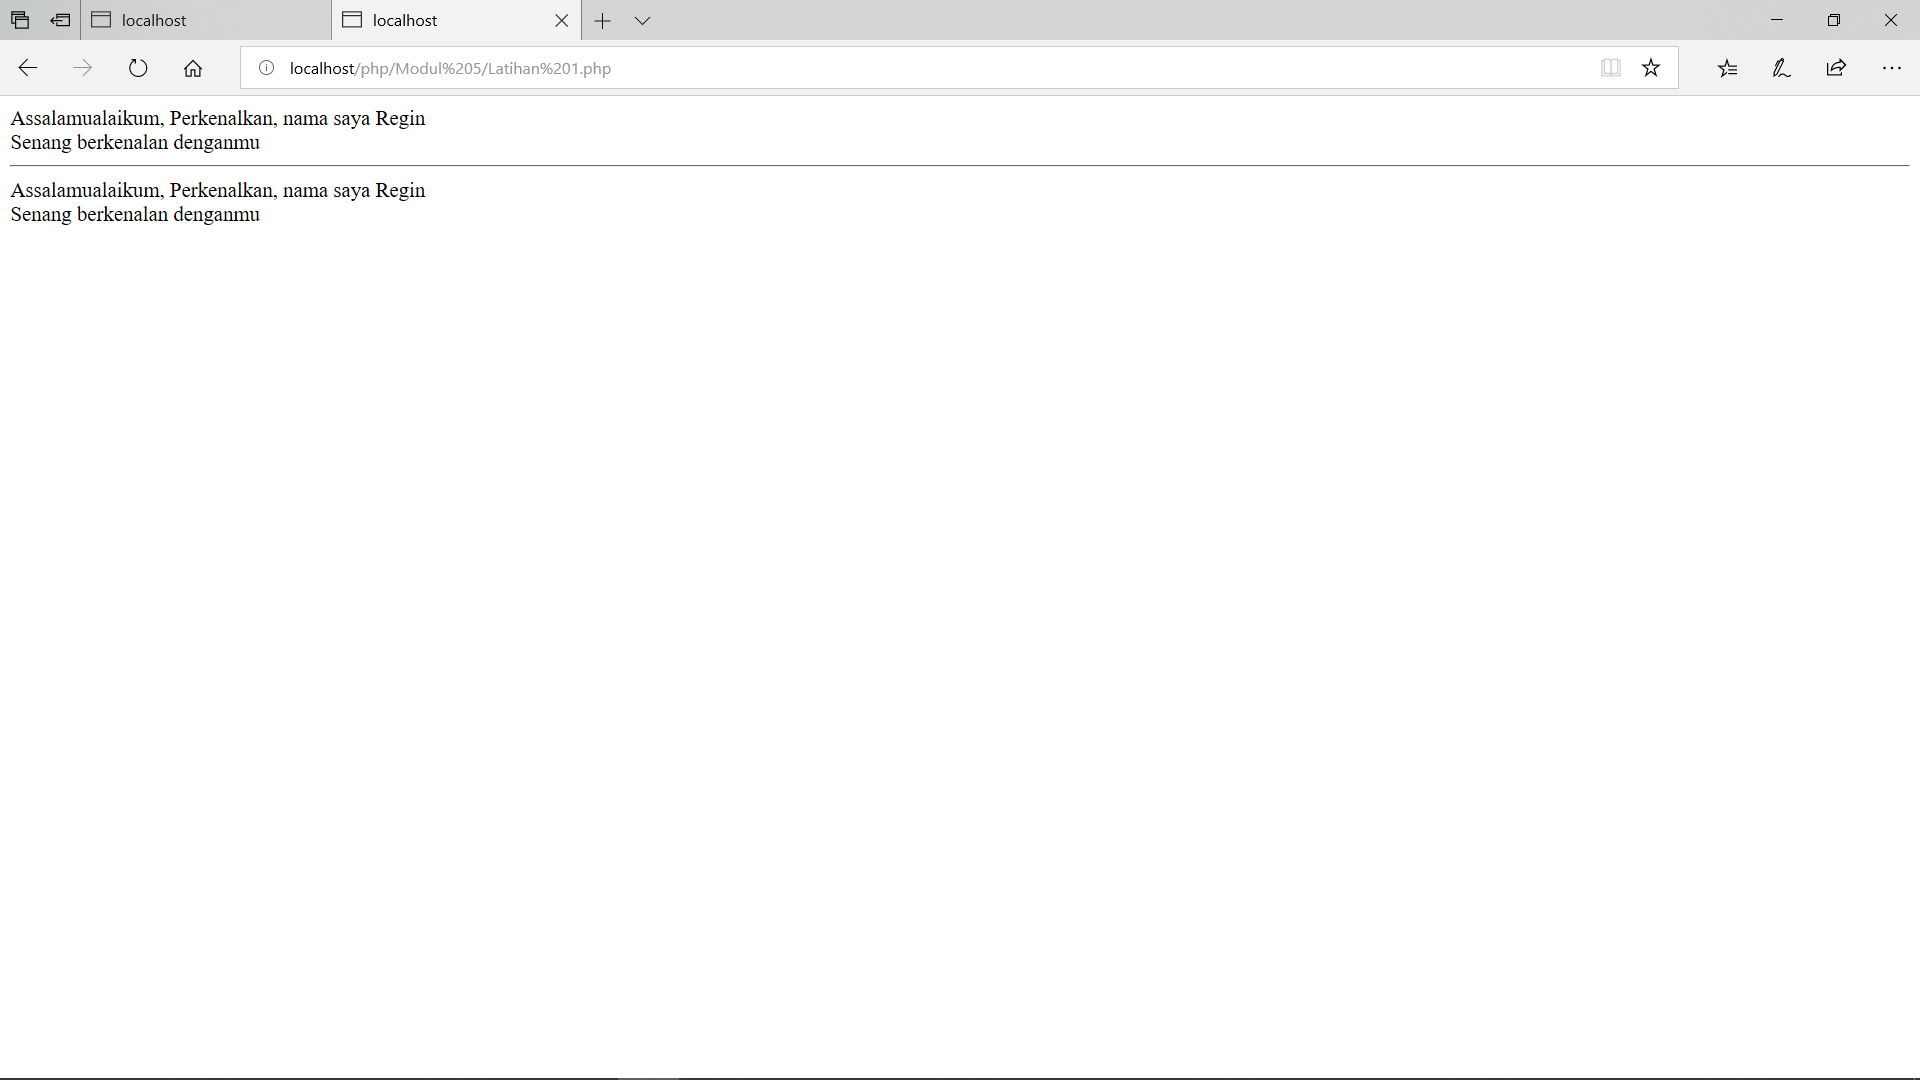 localhost
localhost
localhost/php/Modul%205/Latihan%201.php
Assalamualaikum, Perkenalkan, nama saya Regin
Senang berkenalan denganmu
Assalamualaikum, Perkenalkan, nama saya Regin
Senang berkenalan denganmu